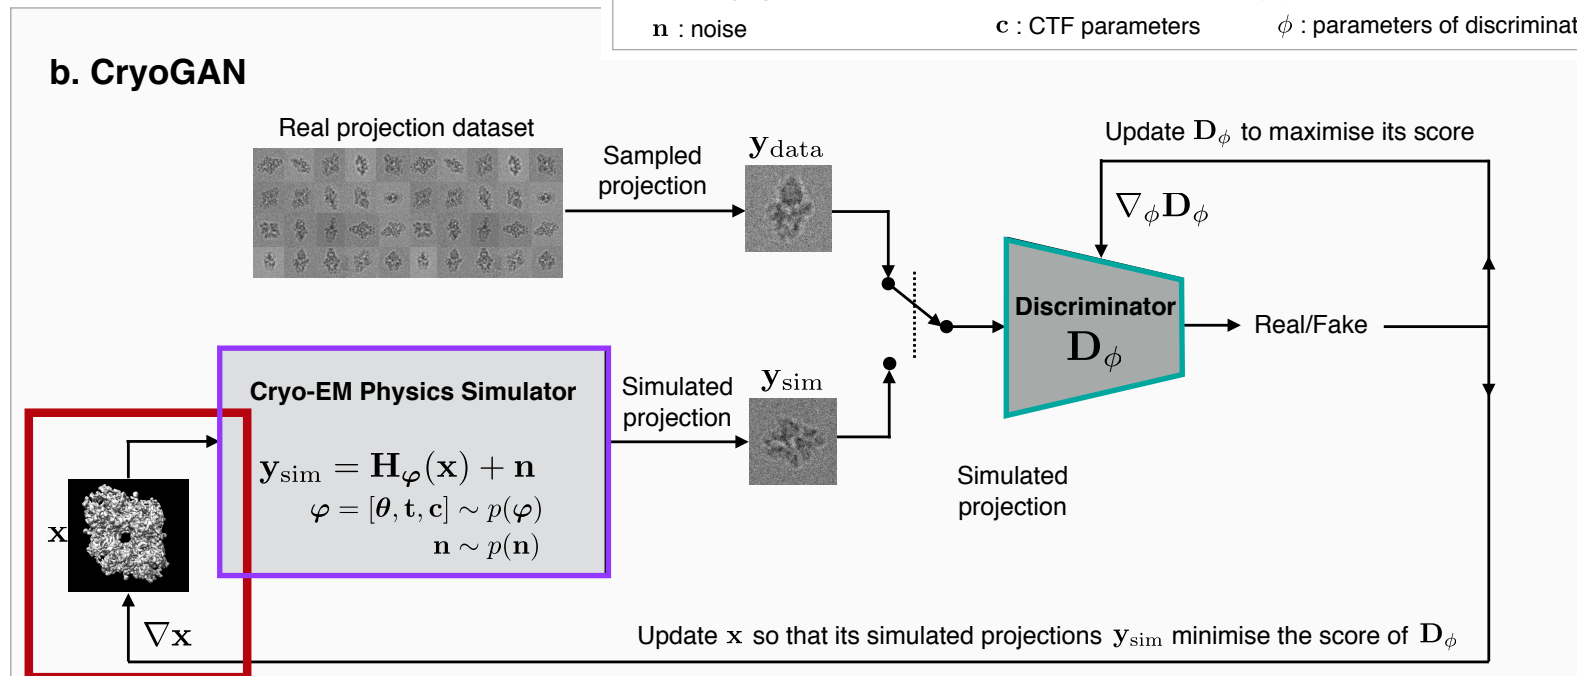 n : noise
c : CTF parameters
ϕ : parameters of discriminat
b. CryoGAN
Real projection dataset
Sampled
projection
y_data
Update D_ϕ to maximise its score
∇_ϕ D_ϕ
Discriminator
D_ϕ
Real/Fake
Cryo-EM Physics Simulator
y_sim = H_φ(x) + n
φ = [θ, t, c] ∼ p(φ)
n ∼ p(n)
Simulated
projection
y_sim
Simulated
projection
x
∇x
Update x so that its simulated projections y_sim minimise the score of D_ϕ